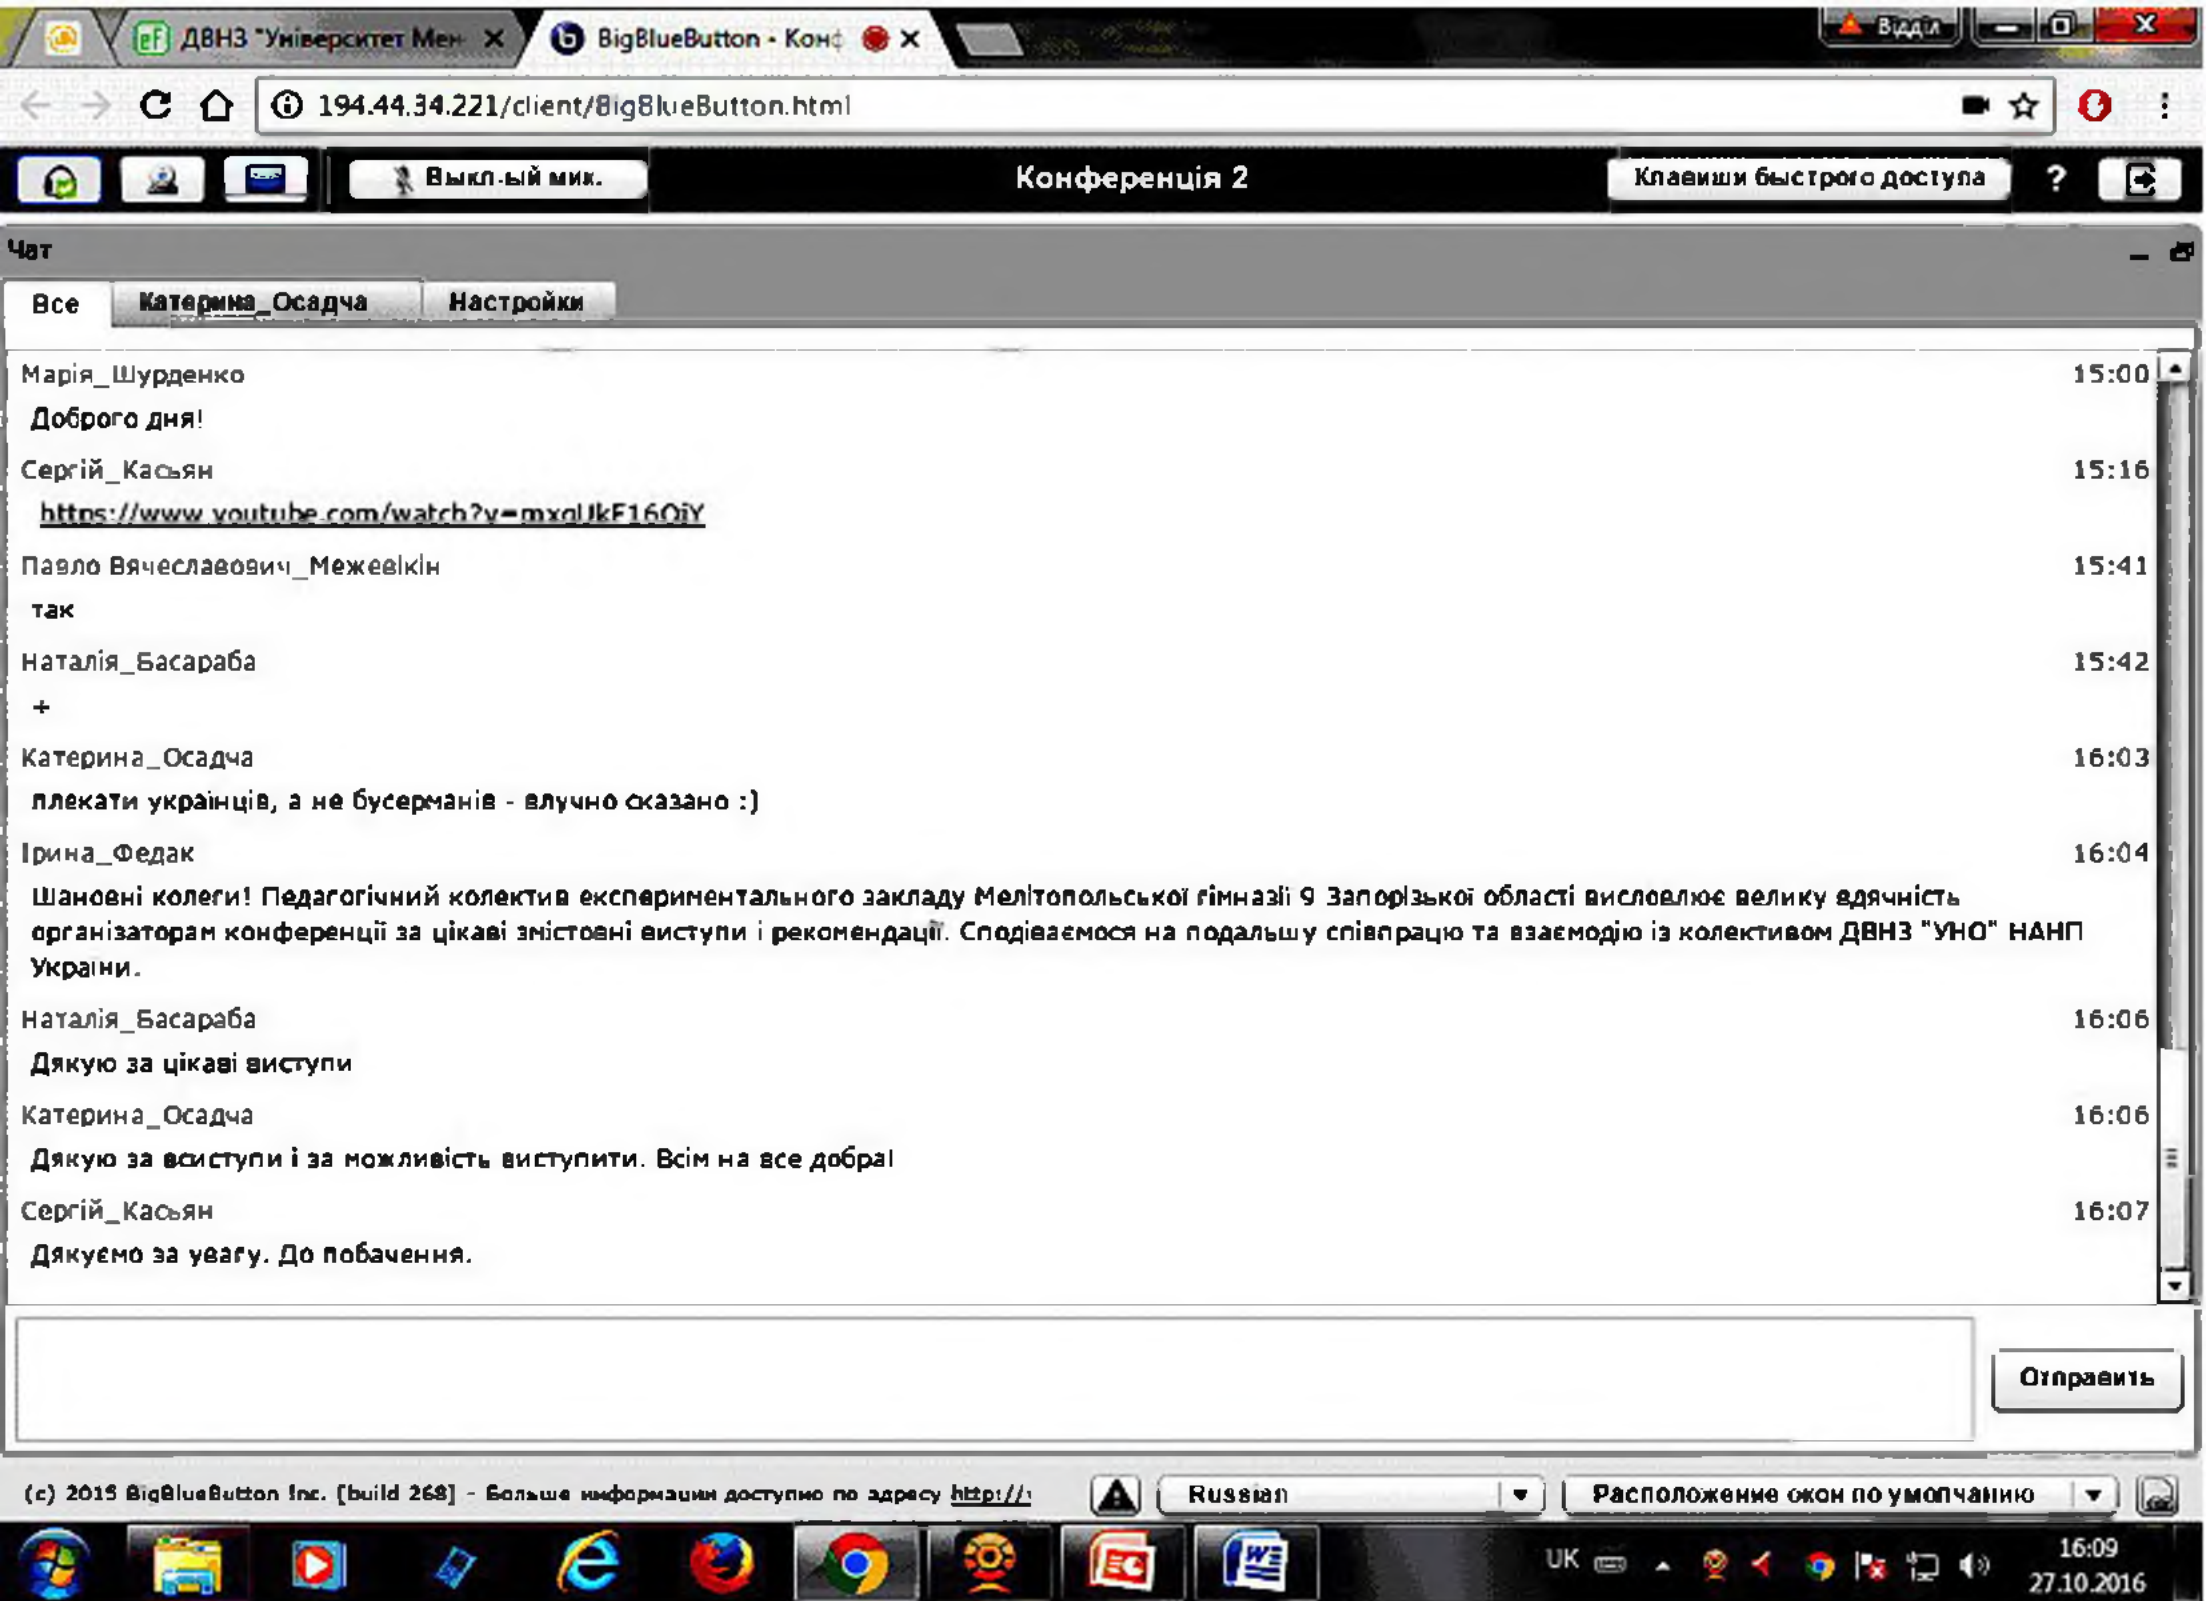 ДВНЗ "Університет Мен
BigBlueButton - Конф
Відділ
194.44.34.221/client/BigBlueButton.html
Выкл-ый мик.
Конференція 2
Клавиши быстрого доступа
?
Чат
Все
Катерина_Осадча
Настройки
Марія_Шурденко 15:00
Доброго дня!
Сергій_Касьян 15:16
https://www.youtube.com/watch?v=
Павло Вячеславович_Межевікін 15:41
так
Наталія_Басараба 15:42
+
Катерина_Осадча 16:03
плекати українців, а не бусерманів - влучно сказано :)
Ірина_Федак 16:04
Шановні колеги! Педагогічний колектив експериментального закладу Мелітопольської гімназії 9 Запорізької області висловлює велику вдячність
організаторам конференції за цікаві змістовні виступи і рекомендації. Сподіваємося на подальшу співпрацю та взаємодію із колективом ДВНЗ "УНО" НАНП
України.
Наталія_Басараба 16:06
Дякую за цікаві виступи
Катерина_Осадча 16:06
Дякую за всиступи і за можливість виступити. Всім на все добра!
Сергій_Касьян 16:07
Дякуємо за увагу. До побачення.
Отправить
(c) 2015 BigBlueButton Inc. [build 268] - Больше информации доступно по адресу http://
Russian
Расположение окон по умолчанию
UK
16:09
27.10.2016